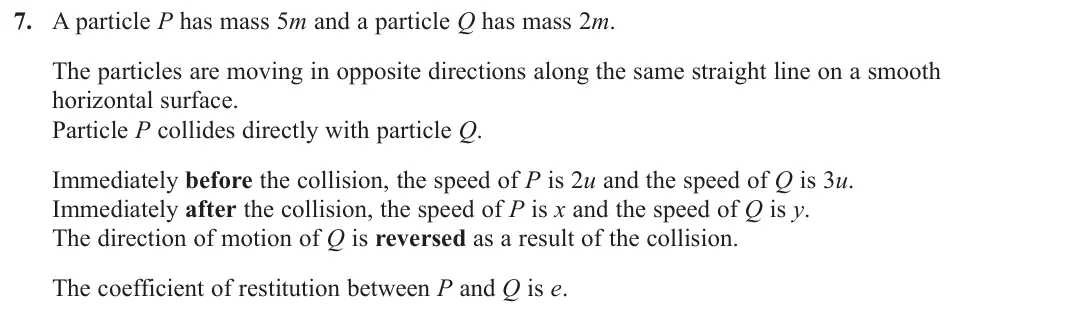 7. A particle P has mass 5m and a particle Q has mass 2m.
The particles are moving in opposite directions along the same straight line on a smooth
horizontal surface.
Particle P collides directly with particle Q.
Immediately before the collision, the speed of P is 2u and the speed of Q is 3u.
Immediately after the collision, the speed of P is x and the speed of Q is y.
The direction of motion of Q is reversed as a result of the collision.
The coefficient of restitution between P and Q is e.